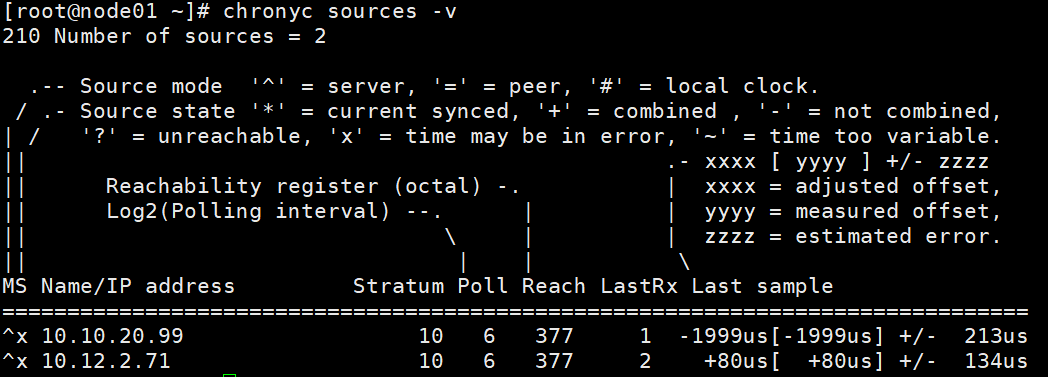 [root@node01 ~]# chronyc sources -v
210 Number of sources = 2
  .-- Source mode  '^' = server, '=' = peer, '#' = local clock.
 / .- Source state '*' = current synced, '+' = combined , '-' = not combined,
| /   '?' = unreachable, 'x' = time may be in error, '~' = time too variable.
||                                                 .- xxxx [ yyyy ] +/- zzzz
||      Reachability register (octal) -.           |  xxxx = adjusted offset,
||      Log2(Polling interval) --.      |          |  yyyy = measured offset,
||                                \     |          |  zzzz = estimated error.
||                                 |    |           \
MS Name/IP address         Stratum Poll Reach LastRx Last sample
===============================================================================
^x 10.10.20.99                  10   6   377     1  -1999us[-1999us] +/-  213us
^x 10.12.2.71                   10   6   377     2    +80us[  +80us] +/-  134us